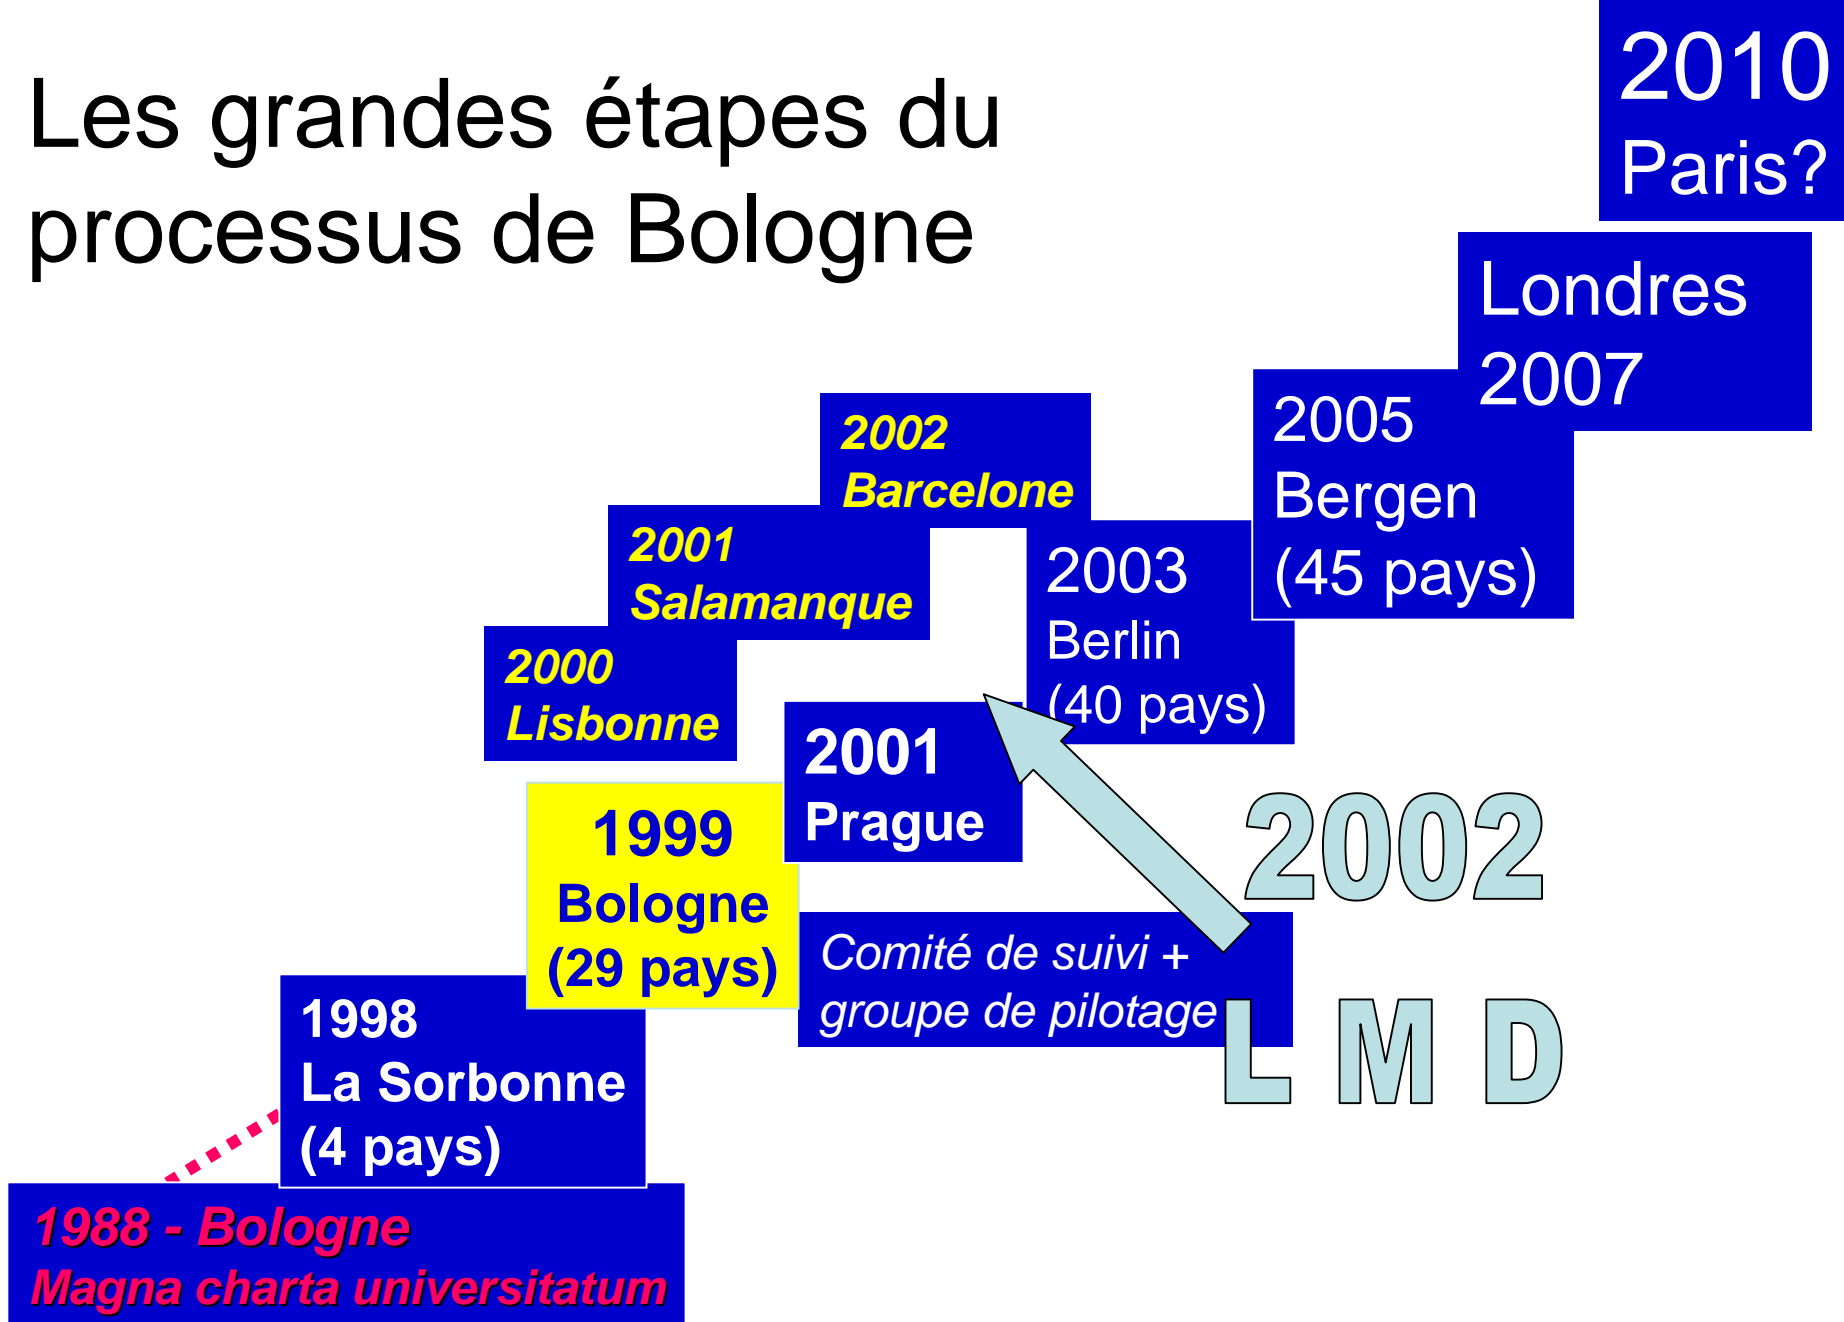 Les grandes étapes du
processus de Bologne
2010
Paris?
Londres
2007
2005
Bergen
(45 pays)
2002
Barcelone
2003
Berlin
(40 pays)
2001
Salamanque
2000
Lisbonne
2001
Prague
1999
Bologne
(29 pays)
2002
L M D
Comité de suivi +
groupe de pilotage
1998
La Sorbonne
(4 pays)
1988 - Bologne
Magna charta universitatum